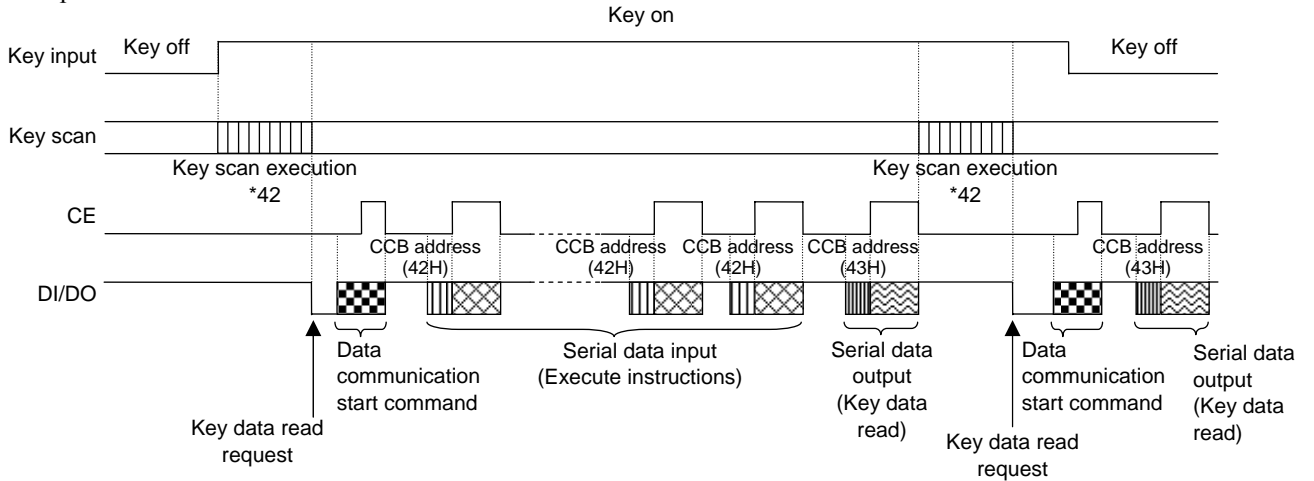 Key on
Key input
Key off
Key off
Key scan
Key scan execution
*42
Key scan execution
*42
CE
CCB address
(42H)
CCB address
(42H)
CCB address
(42H)
CCB address
(43H)
CCB address
(43H)
DI/DO
Data
communication
start command
Serial data input
(Execute instructions)
Serial data
output
(Key data
read)
Data
communication
start command
Serial data
output
(Key data
read)
Key data read
request
Key data read
request